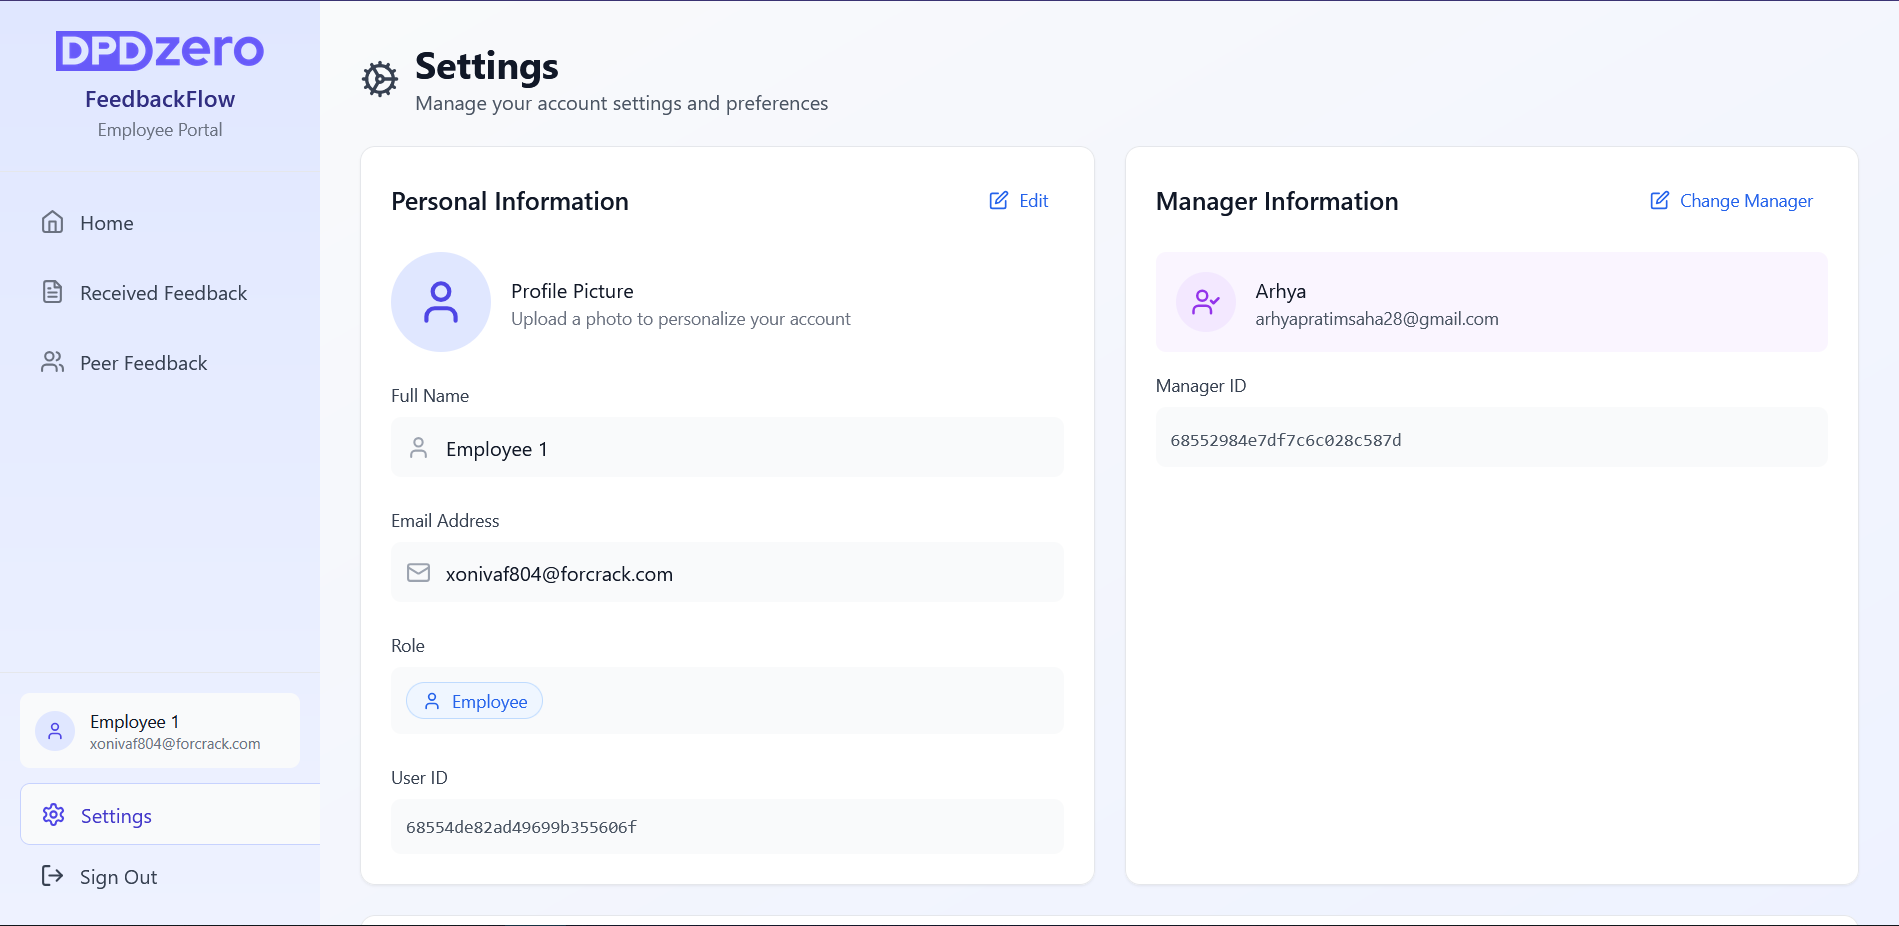 DPDzero
FeedbackFlow
Employee Portal
Home
Received Feedback
Peer Feedback
Employee 1
xonivaf804@forcrack.com
Settings
Sign Out
Settings
Manage your account settings and preferences
Personal Information
Edit
Profile Picture
Upload a photo to personalize your account
Full Name
Employee 1
Email Address
xonivaf804@forcrack.com
Role
Employee
User ID
68554de82ad49699b355606f
Manager Information
Change Manager
Arhya
arhyapratimsaha28@gmail.com
Manager ID
68552984e7df7c6c028c587d